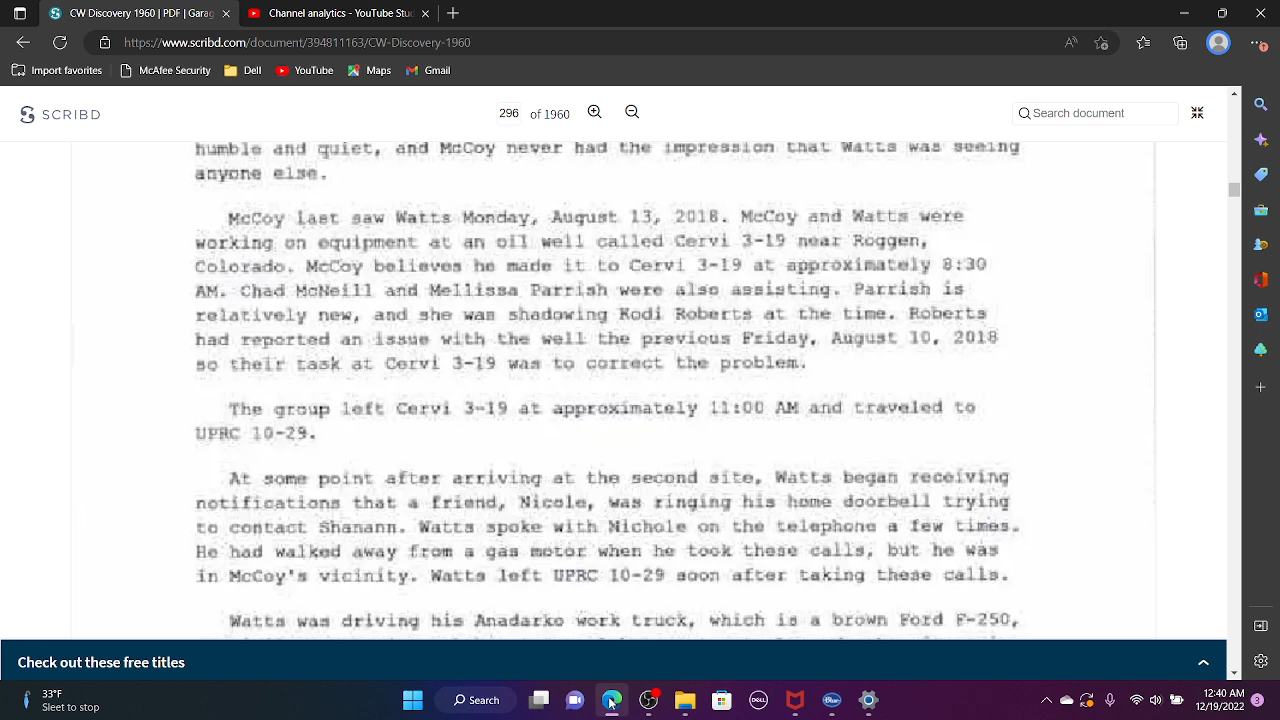 CW Discovery 1960 | PDF | Garag
Channel analytics - YouTube Stu
https://www.scribd.com/document/394811163/CW-Discovery-1960
Import favorites
McAfee Security
Dell
YouTube
Maps
Gmail
SCRIBD
296 of 1960
Search document
humble and quiet, and McCoy never had the impression that Watts was seeing
anyone else.
McCoy last saw Watts Monday, August 13, 2018. McCoy and Watts were
working on equipment at an oil well called Cervi 3-19 near Roggen,
Colorado. McCoy believes he made it to Cervi 3-19 at approximately 8:30
AM. Chad McNeill and Mellissa Parrish were also assisting. Parrish is
relatively new, and she was shadowing Kodi Roberts at the time. Roberts
had reported an issue with the well the previous Friday, August 10, 2018
so their task at Cervi 3-19 was to correct the problem.
The group left Cervi 3-19 at approximately 11:00 AM and traveled to
UPRC 10-29.
At some point after arriving at the second site, Watts began receiving
notifications that a friend, Nicole, was ringing his home doorbell trying
to contact Shanann. Watts spoke with Nichole on the telephone a few times.
He had walked away from a gas motor when he took these calls, but he was
in McCoy's vicinity. Watts left UPRC 10-29 soon after taking these calls.
Watts was driving his Anadarko work truck, which is a brown Ford F-250,
Check out these free titles
33°F
Sleet to stop
Search
DELL
Blue
12:40 AM
12/19/2022
3